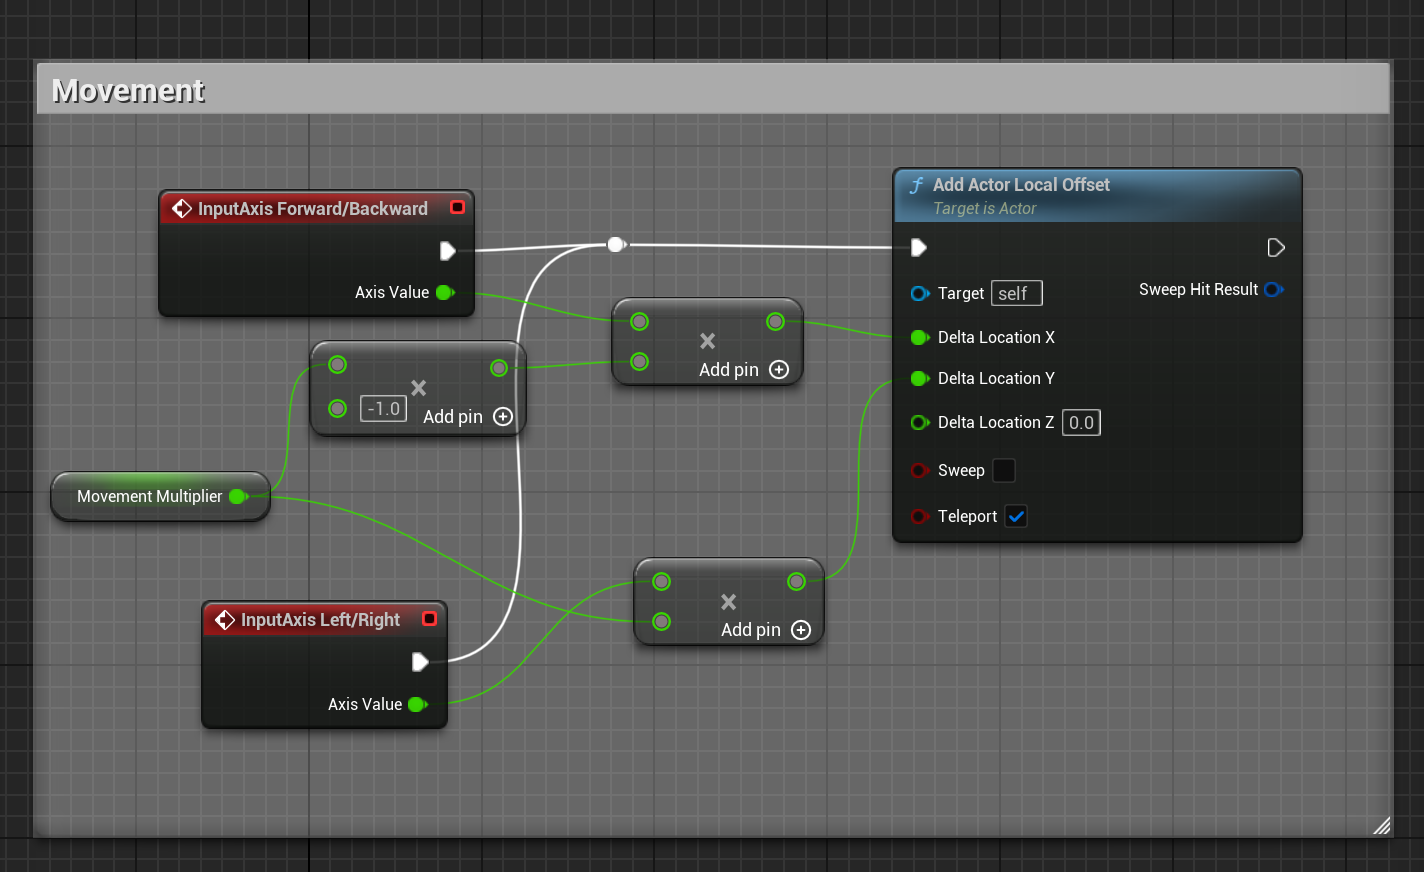 Movement
InputAxis Forward/Backward
Axis Value
-1.0
Add pin
Add pin
Movement Multiplier
InputAxis Left/Right
Axis Value
Add pin
Add Actor Local Offset
Target is Actor
Target self
Sweep Hit Result
Delta Location X
Delta Location Y
Delta Location Z 0.0
Sweep
Teleport